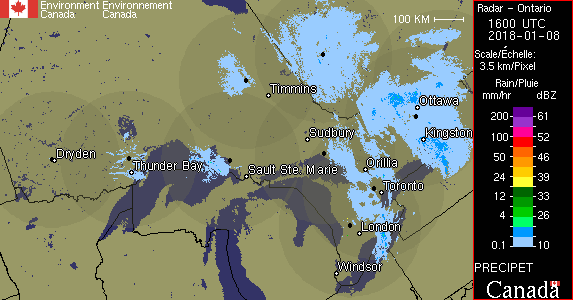 Environment Environnement
Canada Canada
100 KM
Timmins
Ottawa
Sudbury
Kingston
Dryden
Thunder Bay
Sault Ste. Marie
Orillia
Toronto
London
Windsor
Radar - Ontario
1600 UTC
2018-01-08
Scale/Échelle:
3.5 km/Pixel
Rain/Pluie
mm/hr dBZ
200 61
100 52
50 46
24 39
12 33
4 26
0.1 10
PRECIPET
Canada